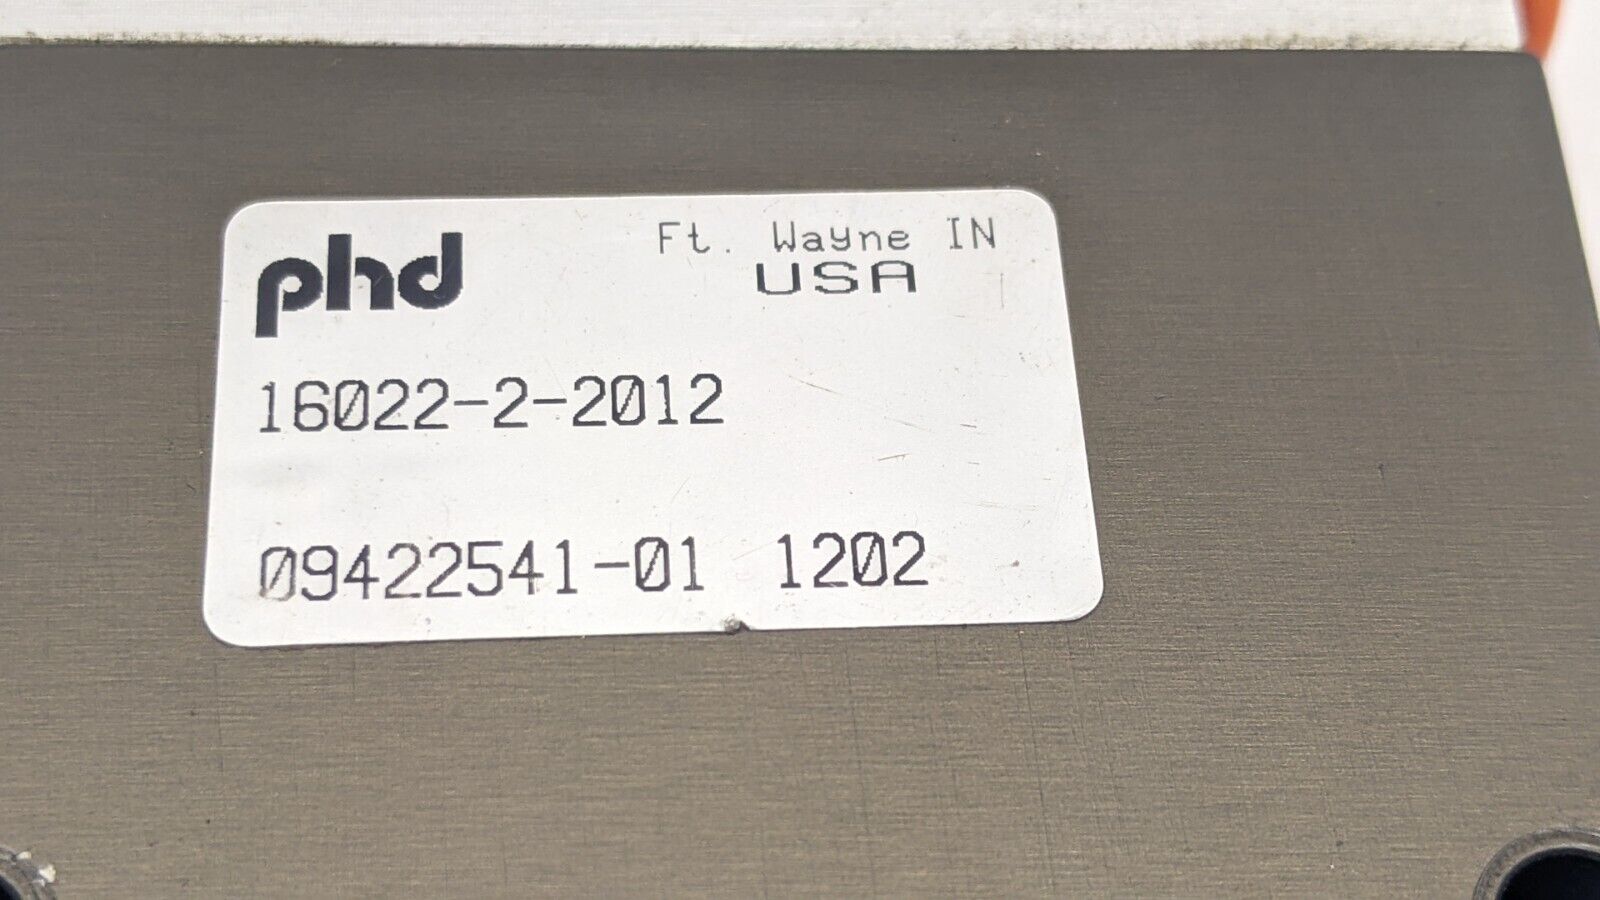 phd Ft. Wayne IN
USA
16022-2-2012
09422541-01 1202